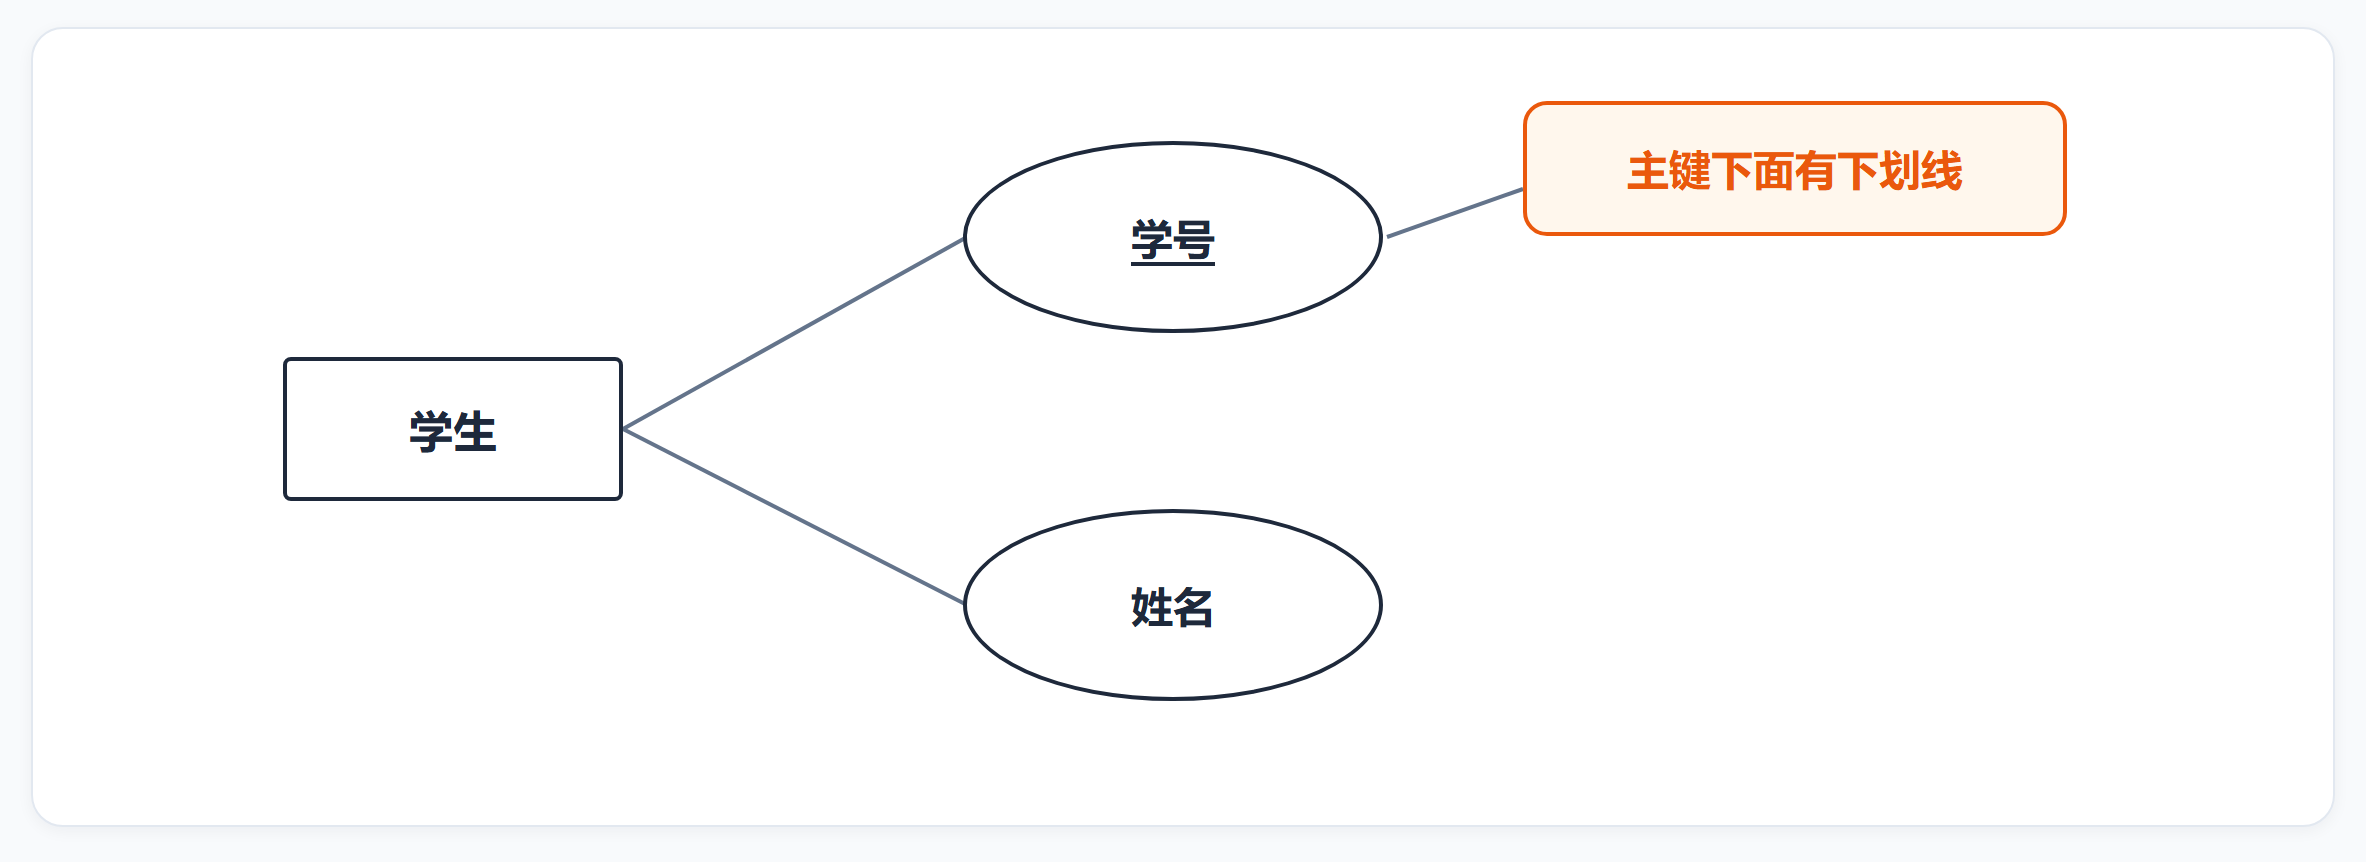 主键下面有下划线
学号
学生
姓名